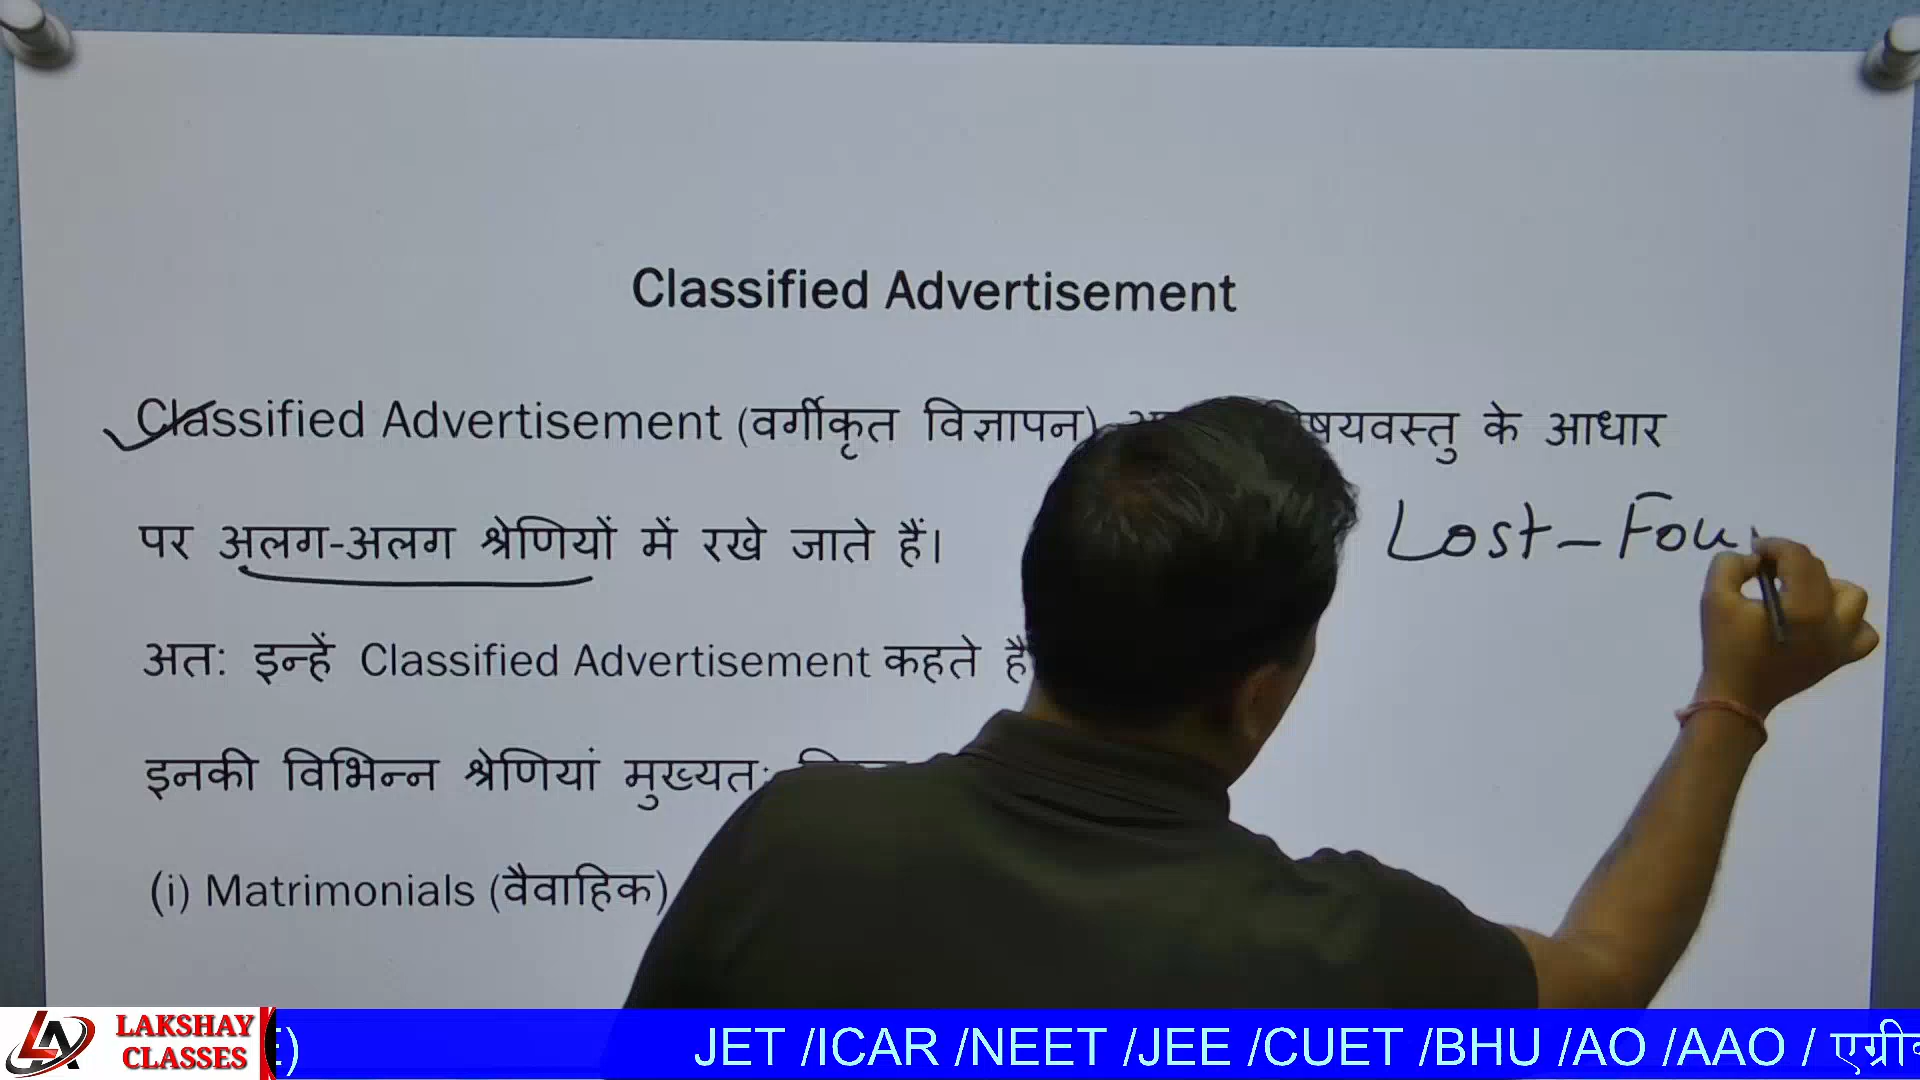 Classified Advertisement
Classified Advertisement (वर्गीकृत विज्ञापन) के आधार
पर अलग-अलग श्रेणियों में रखे जाते हैं।
Lost - Fou
अत: इन्हें Classified Advertisement कहते
इनकी विभिन्न श्रेणियां मुख्यत:
(i) Matrimonials (वैवाहिक)
LAKSHAY
CLASSES
E) JET /ICAR /NEET /JEE /CUET /BHU /AO /AAO /